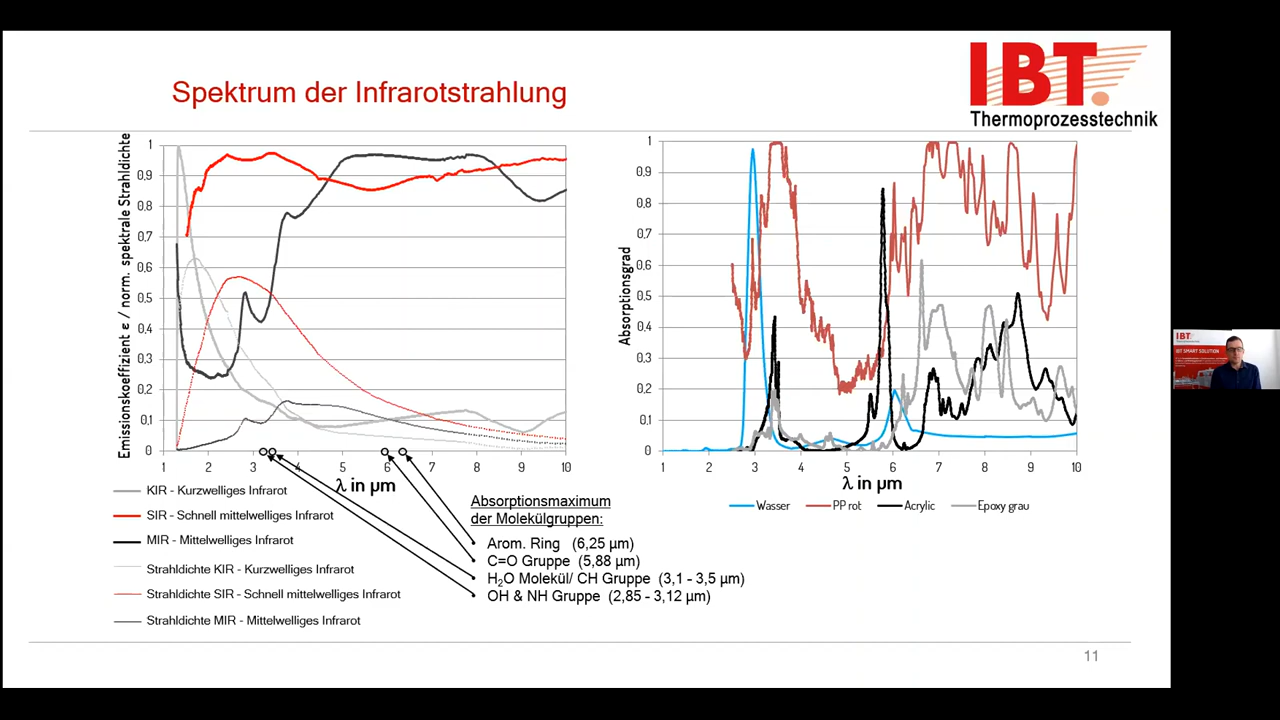 Spektrum der Infrarotstrahlung
IBT.
Thermoprozesstechnik
Emissionskoeffizient ε / norm. spektrale Strahldichte
1
0,9
0,8
0,7
0,6
0,5
0,4
0,3
0,2
0,1
0
1 2 3 4 5 6 7 8 9 10
λ in µm
KIR - Kurzwelliges Infrarot
SIR - Schnell mittelwelliges Infrarot
MIR - Mittelwelliges Infrarot
Strahldichte KIR - Kurzwelliges Infrarot
Strahldichte SIR - Schnell mittelwelliges Infrarot
Strahldichte MIR - Mittelwelliges Infrarot
Absorptionsmaximum
der Molekülgruppen:
Arom. Ring (6,25 µm)
C=O Gruppe (5,88 µm)
H₂O Molekül/ CH Gruppe (3,1 - 3,5 µm)
OH & NH Gruppe (2,85 - 3,12 µm)
Absorptionsgrad
1
0.9
0.8
0.7
0.6
0.5
0.4
0.3
0.2
0.1
0
1 2 3 4 5 6 7 8 9 10
λ in µm
Wasser PP rot Acrylic Epoxy grau
11
IBT
IBT SMART SOLUTION